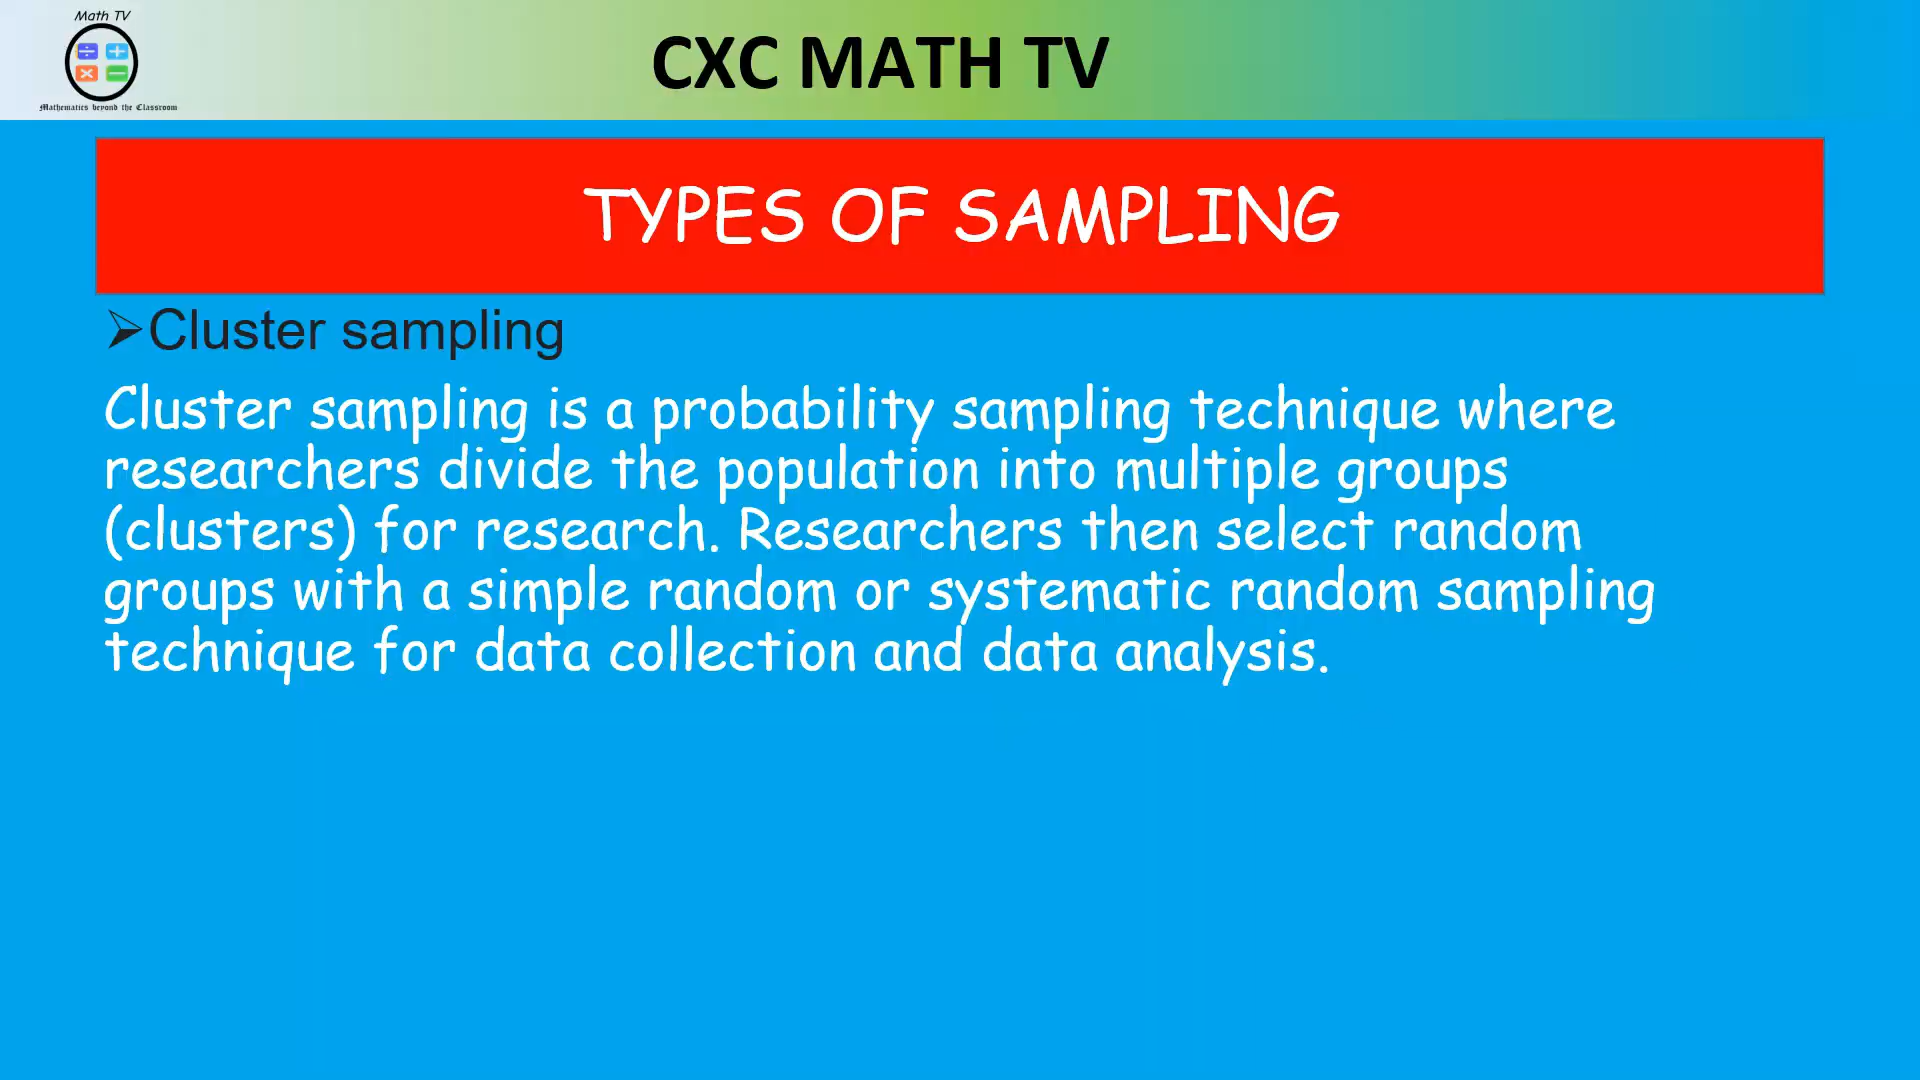 Math TV
÷ +
× −
Mathematics beyond the Classroom
CXC MATH TV
TYPES OF SAMPLING
➢Cluster sampling
Cluster sampling is a probability sampling technique where
researchers divide the population into multiple groups
(clusters) for research. Researchers then select random
groups with a simple random or systematic random sampling
technique for data collection and data analysis.